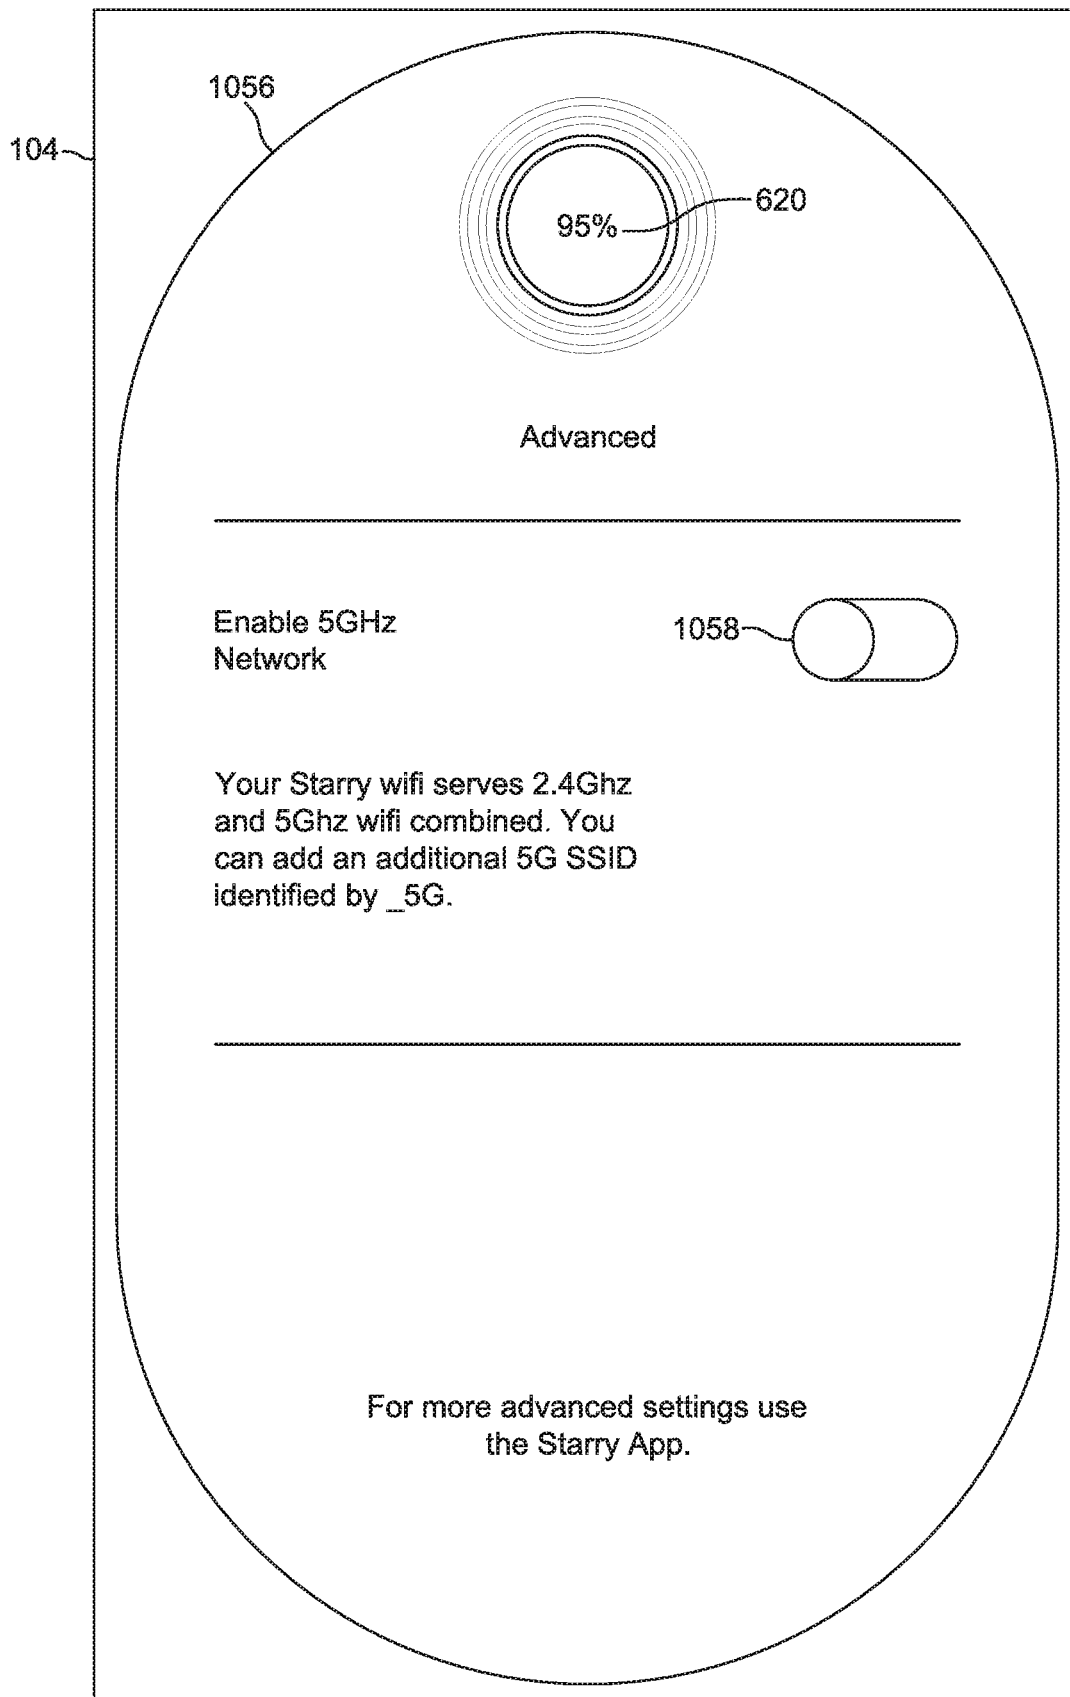 1056
104
620
95%
Advanced
Enable 5GHz
Network
1058
Your Starry wifi serves 2.4Ghz
and 5Ghz wifi combined. You
can add an additional 5G SSID
identified by _5G.
For more advanced settings use
the Starry App.